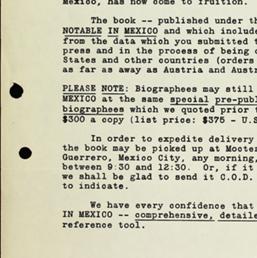 Mexico, has now come to fruition.
The book -- published under th
NOTABLE IN MEXICO and which include
from the data which you submitted t
press and in the process of being d
States and other countries (orders
as far away as Austria and Austr
PLEASE NOTE: Biographees may still
MEXICO at the same special pre-publ
biographees which we quoted prior t
$300 a copy (list price: $375 - U.S
In order to expedite delivery
the book may be picked up at Mocte
Guerrero, Mexico City, any morning,
between 9:30 and 12:30. Or, if it
we shall be glad to send it C.O.D.
to indicate.
We have every confidence that
IN MEXICO -- comprehensive, detaile
reference tool.